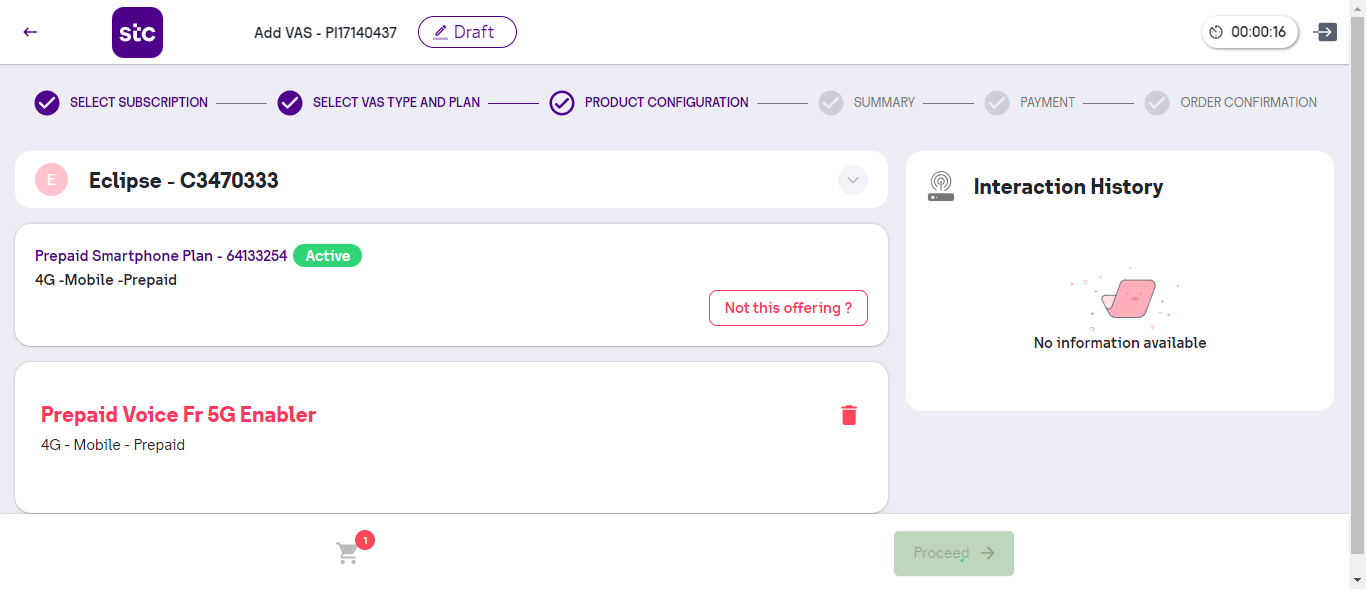 stc
Add VAS - PI17140437
Draft
00:00:16
SELECT SUBSCRIPTION
SELECT VAS TYPE AND PLAN
PRODUCT CONFIGURATION
SUMMARY
PAYMENT
ORDER CONFIRMATION
E
Eclipse - C3470333
Interaction History
No information available
Prepaid Smartphone Plan - 64133254
Active
4G -Mobile -Prepaid
Not this offering ?
Prepaid Voice Fr 5G Enabler
4G - Mobile - Prepaid
1
Proceed